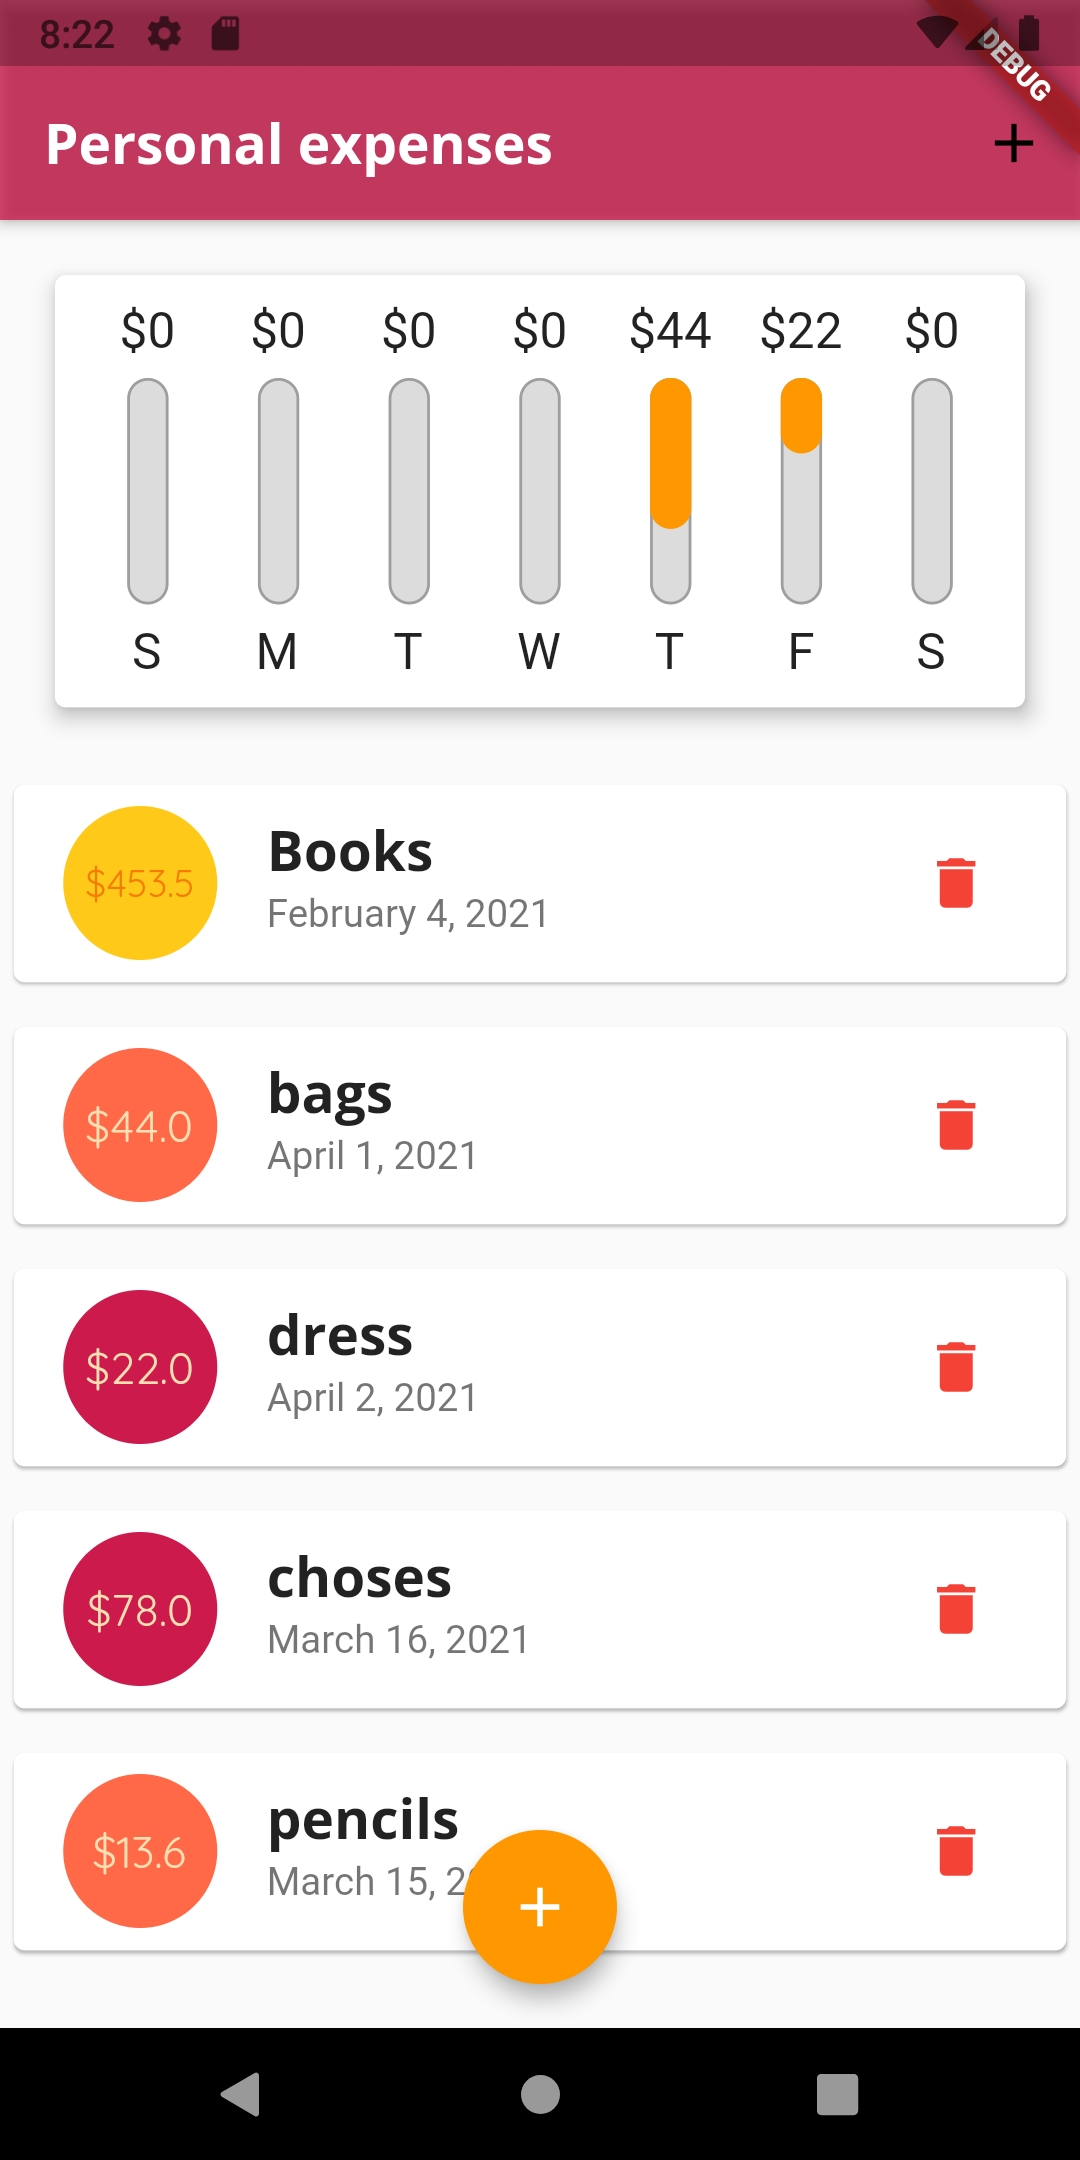 8:22
DEBUG
Personal expenses
$0 $0 $0 $0 $44 $22 $0
S M T W T F S
$453.5
Books
February 4, 2021
$44.0
bags
April 1, 2021
$22.0
dress
April 2, 2021
$78.0
choses
March 16, 2021
$13.6
pencils
March 15,